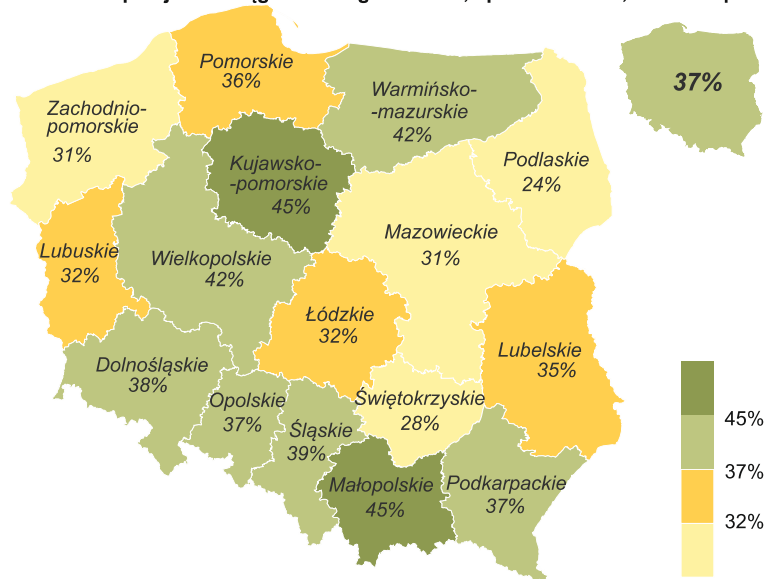 Pomorskie
36%
Warmińsko-
-mazurskie
42%
37%
Zachodnio-
pomorskie
31%
Kujawsko-
-pomorskie
45%
Podlaskie
24%
Mazowieckie
31%
Lubuskie
32%
Wielkopolskie
42%
Łódzkie
32%
Lubelskie
35%
Dolnośląskie
38%
Opolskie
37%
Śląskie
39%
Świętokrzyskie
28%
Małopolskie
45%
Podkarpackie
37%
45%
37%
32%